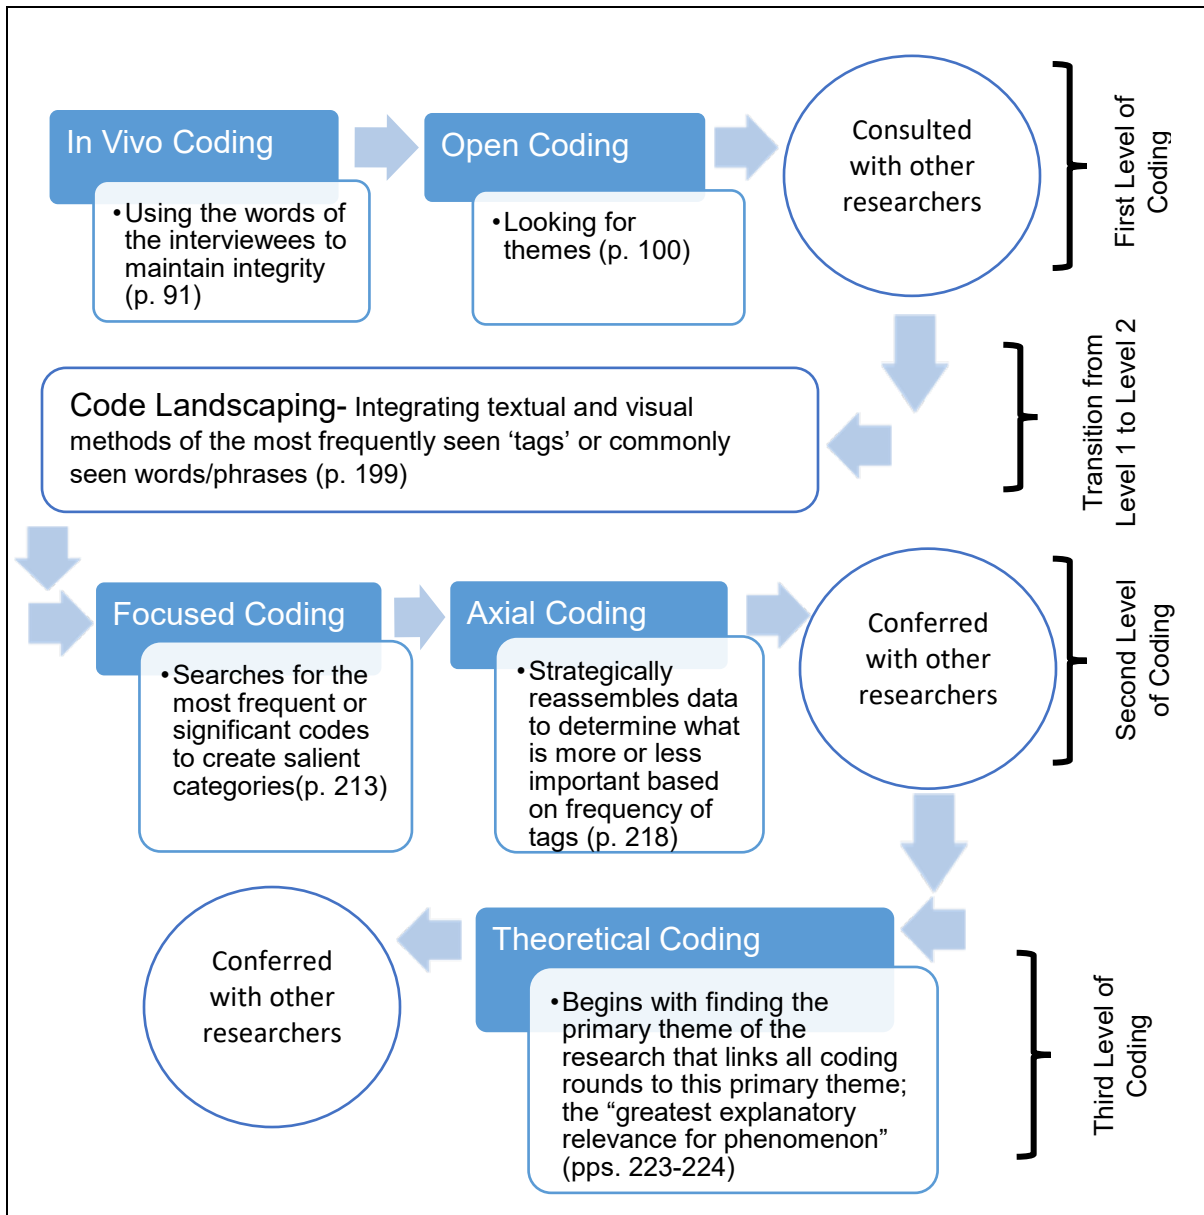 In Vivo Coding
•Using the words of
the interviewees to
maintain integrity
(p. 91)
Open Coding
•Looking for
themes (p. 100)
Consulted
with other
researchers
First Level of
Coding
Code Landscaping- Integrating textual and visual
methods of the most frequently seen ‘tags’ or commonly
seen words/phrases (p. 199)
Transition from
Level 1 to Level 2
Focused Coding
•Searches for the
most frequent or
significant codes
to create salient
categories(p. 213)
Axial Coding
•Strategically
reassembles data
to determine what
is more or less
important based
on frequency of
tags (p. 218)
Conferred
with other
researchers
Second Level
of Coding
Theoretical Coding
•Begins with finding the
primary theme of the
research that links all coding
rounds to this primary theme;
the “greatest explanatory
relevance for phenomenon”
(pps. 223-224)
Conferred
with other
researchers
Third Level of
Coding